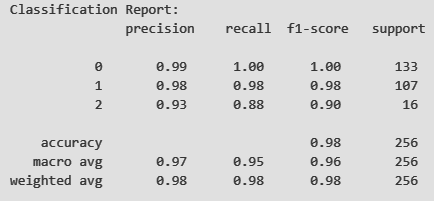 Classification Report:
precision recall f1-score support
0 0.99 1.00 1.00 133
1 0.98 0.98 0.98 107
2 0.93 0.88 0.90 16
accuracy 0.98 256
macro avg 0.97 0.95 0.96 256
weighted avg 0.98 0.98 0.98 256